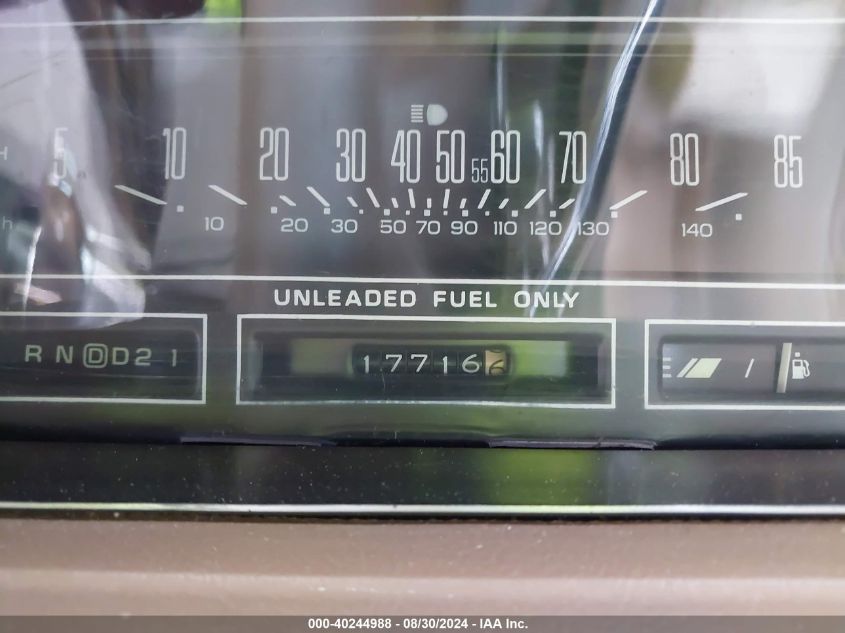 5 10 20 30 40 50 55 60 70 80 85
10 20 30 50 70 90 110 120 130 140
UNLEADED FUEL ONLY
R N D D 2 1
17716
E /
000-40244988 - 08/30/2024 - IAA Inc.